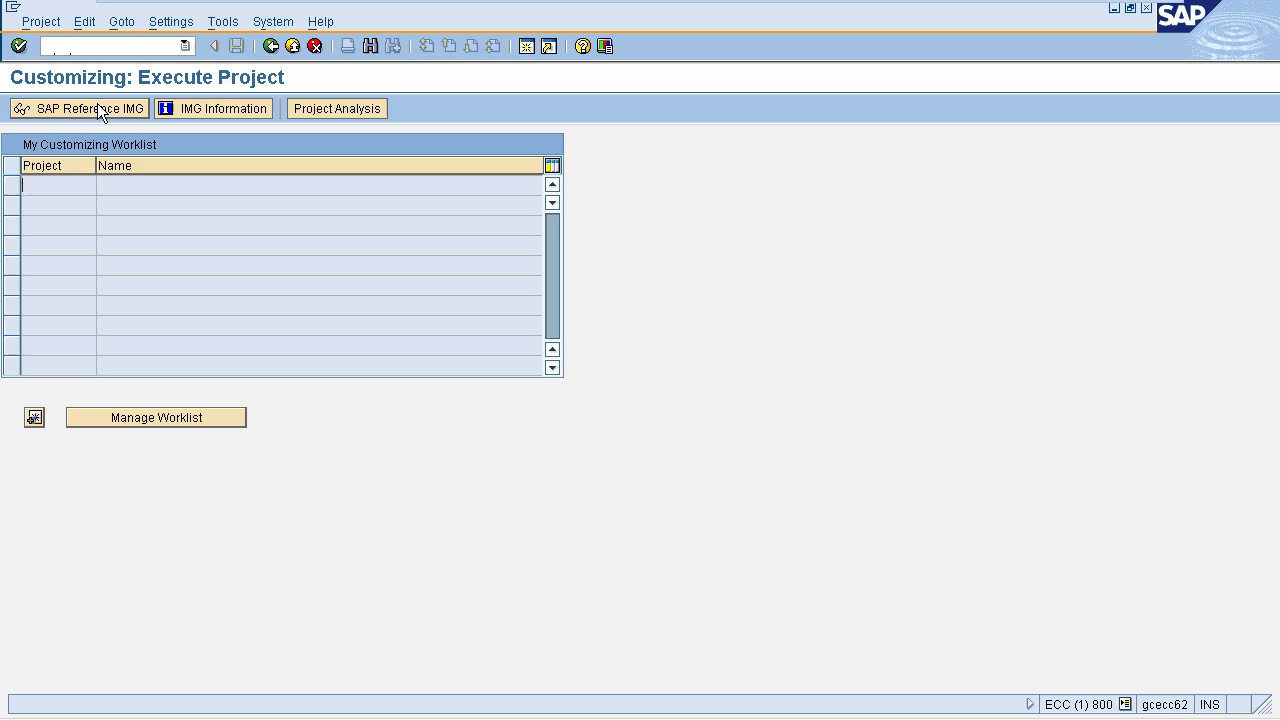 Project Edit Goto Settings Tools System Help
SAP
Customizing: Execute Project
SAP Reference IMG IMG Information Project Analysis
My Customizing Worklist
Project Name
Manage Worklist
ECC (1) 800 gcecc62 INS